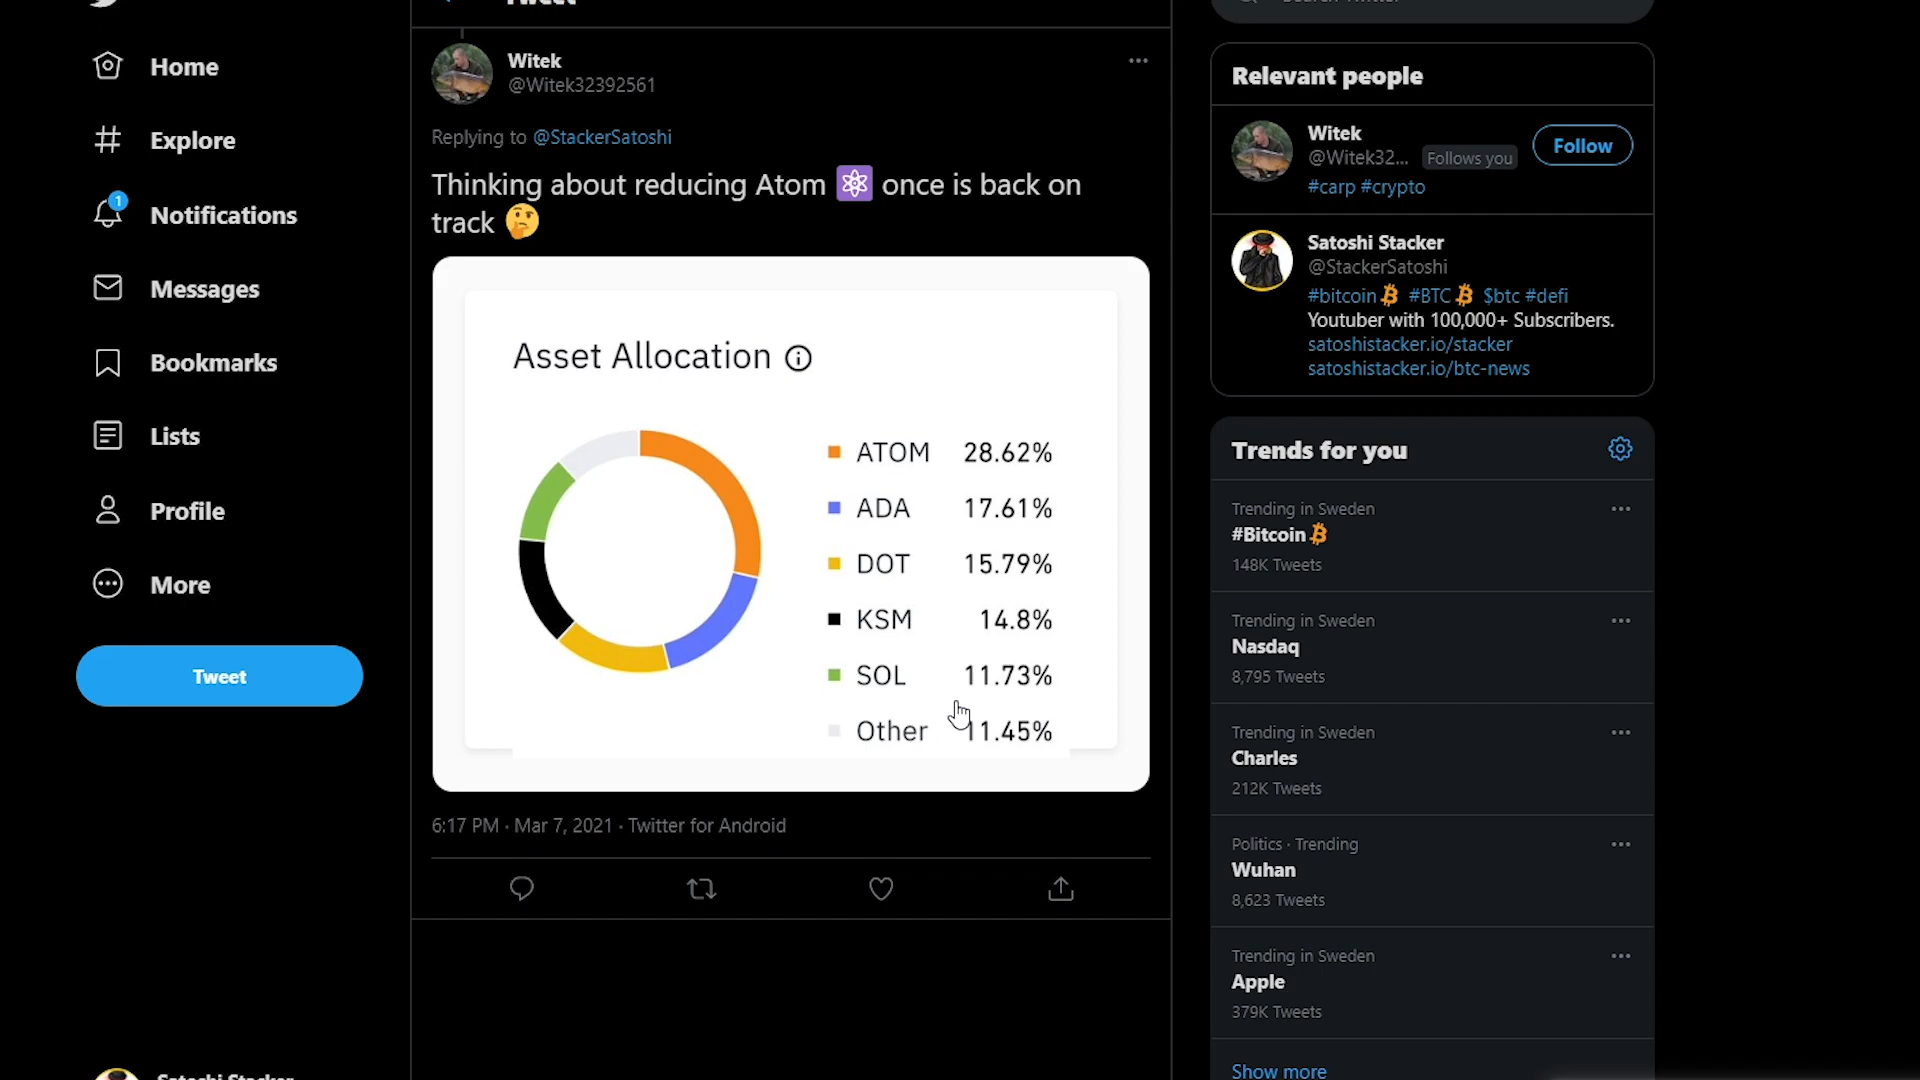 Tweet
Home
Explore
1
Notifications
Messages
Bookmarks
Lists
Profile
More
Tweet
Witek
@Witek32392561
Replying to @StackerSatoshi
Thinking about reducing Atom ⚛ once is back on
track 🤔
Asset Allocation
ATOM 28.62%
ADA 17.61%
DOT 15.79%
KSM 14.8%
SOL 11.73%
Other 11.45%
6:17 PM · Mar 7, 2021 · Twitter for Android
Relevant people
Witek
@Witek32... Follows you
Follow
#carp #crypto
Satoshi Stacker
@StackerSatoshi
#bitcoin #BTC $btc #defi
Youtuber with 100,000+ Subscribers.
satoshistacker.io/stacker
satoshistacker.io/btc-news
Trends for you
Trending in Sweden
#Bitcoin
148K Tweets
Trending in Sweden
Nasdaq
8,795 Tweets
Trending in Sweden
Charles
212K Tweets
Politics · Trending
Wuhan
8,623 Tweets
Trending in Sweden
Apple
379K Tweets
Show more
Satoshi Stacker